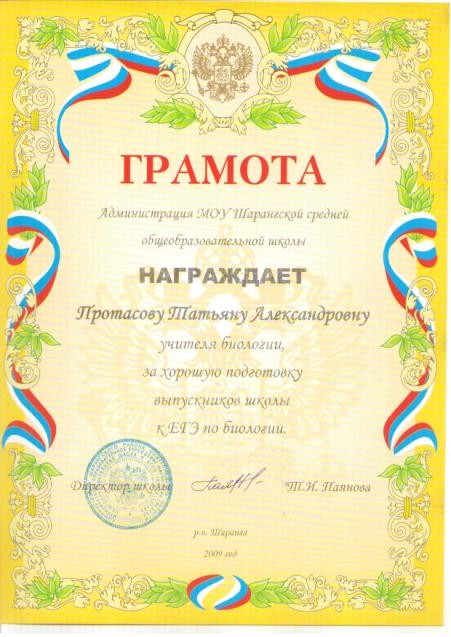 ГРАМОТА
Администрация МОУ Шарангской средней
общеобразовательной школы
НАГРАЖДАЕТ
Протасову Татьяну Александровну
учителя биологии,
за хорошую подготовку
выпускников школы
к ЕГЭ по биологии.
Директор школы Т.И. Паянова
р.п. Шаранга
2009 год